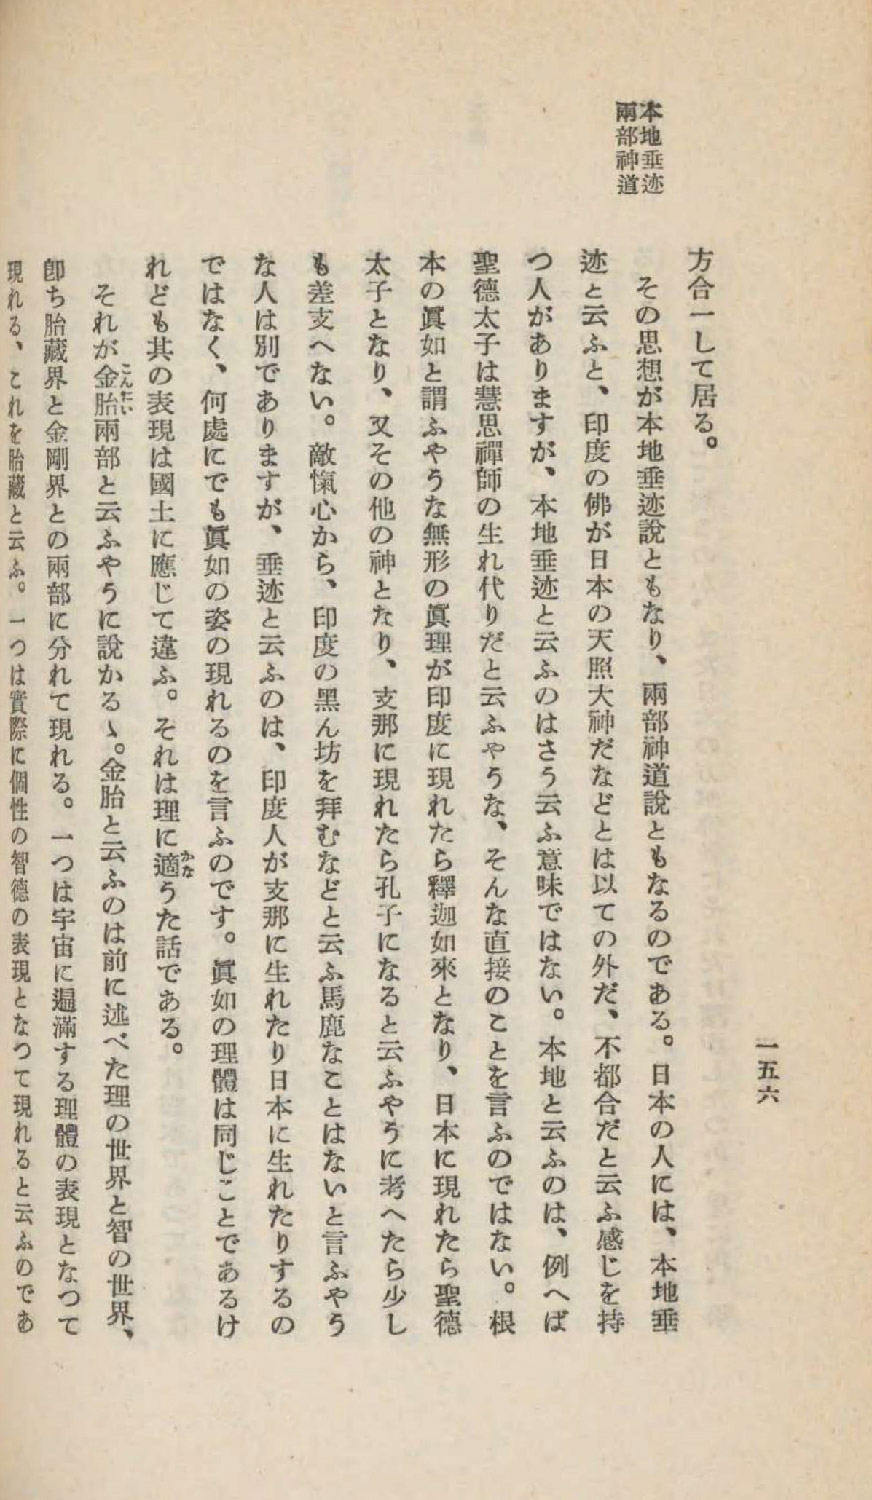 一五六
本地垂迹
兩部神道
方合一して居る。
その思想が本地垂迹說ともなり、兩部神道說ともなるのである。日本の人には、本地垂
迹と云ふと、印度の佛が日本の天照大神だなどとは以ての外だ、不都合だと云ふ感じを持
つ人がありますが、本地垂迹と云ふのはさう云ふ意味ではない。本地と云ふのは、例へば
聖德太子は慧思禪師の生れ代りだと云ふやうな、そんな直接のことを言ふのではない。根
本の眞如と謂ふやうな無形の眞理が印度に現れたら釋迦如來となり、日本に現れたら聖德
太子となり、又その他の神となり、支那に現れたら孔子になると云ふやうに考へたら少し
も差支へない。敵愾心から、印度の黑ん坊を拜むなどと云ふ馬鹿なことはないと言ふやう
な人は別でありますが、垂迹と云ふのは、印度人が支那に生れたり日本に生れたりするの
ではなく、何處にでも眞如の姿の現れるのを言ふのです。眞如の理體は同じことであるけ
れども其の表現は國土に應じて違ふ。それは理に適うた話である。
それが金胎兩部と云ふやうに說かるゝ。金胎と云ふのは前に述べた理の世界と智の世界、
卽ち胎藏界と金剛界との兩部に分れて現れる。一つは宇宙に遍滿する理體の表現となつて
現れる、これを胎藏と云ふ。一つは實際に個性の智德の表現となつて現れると云ふのであ